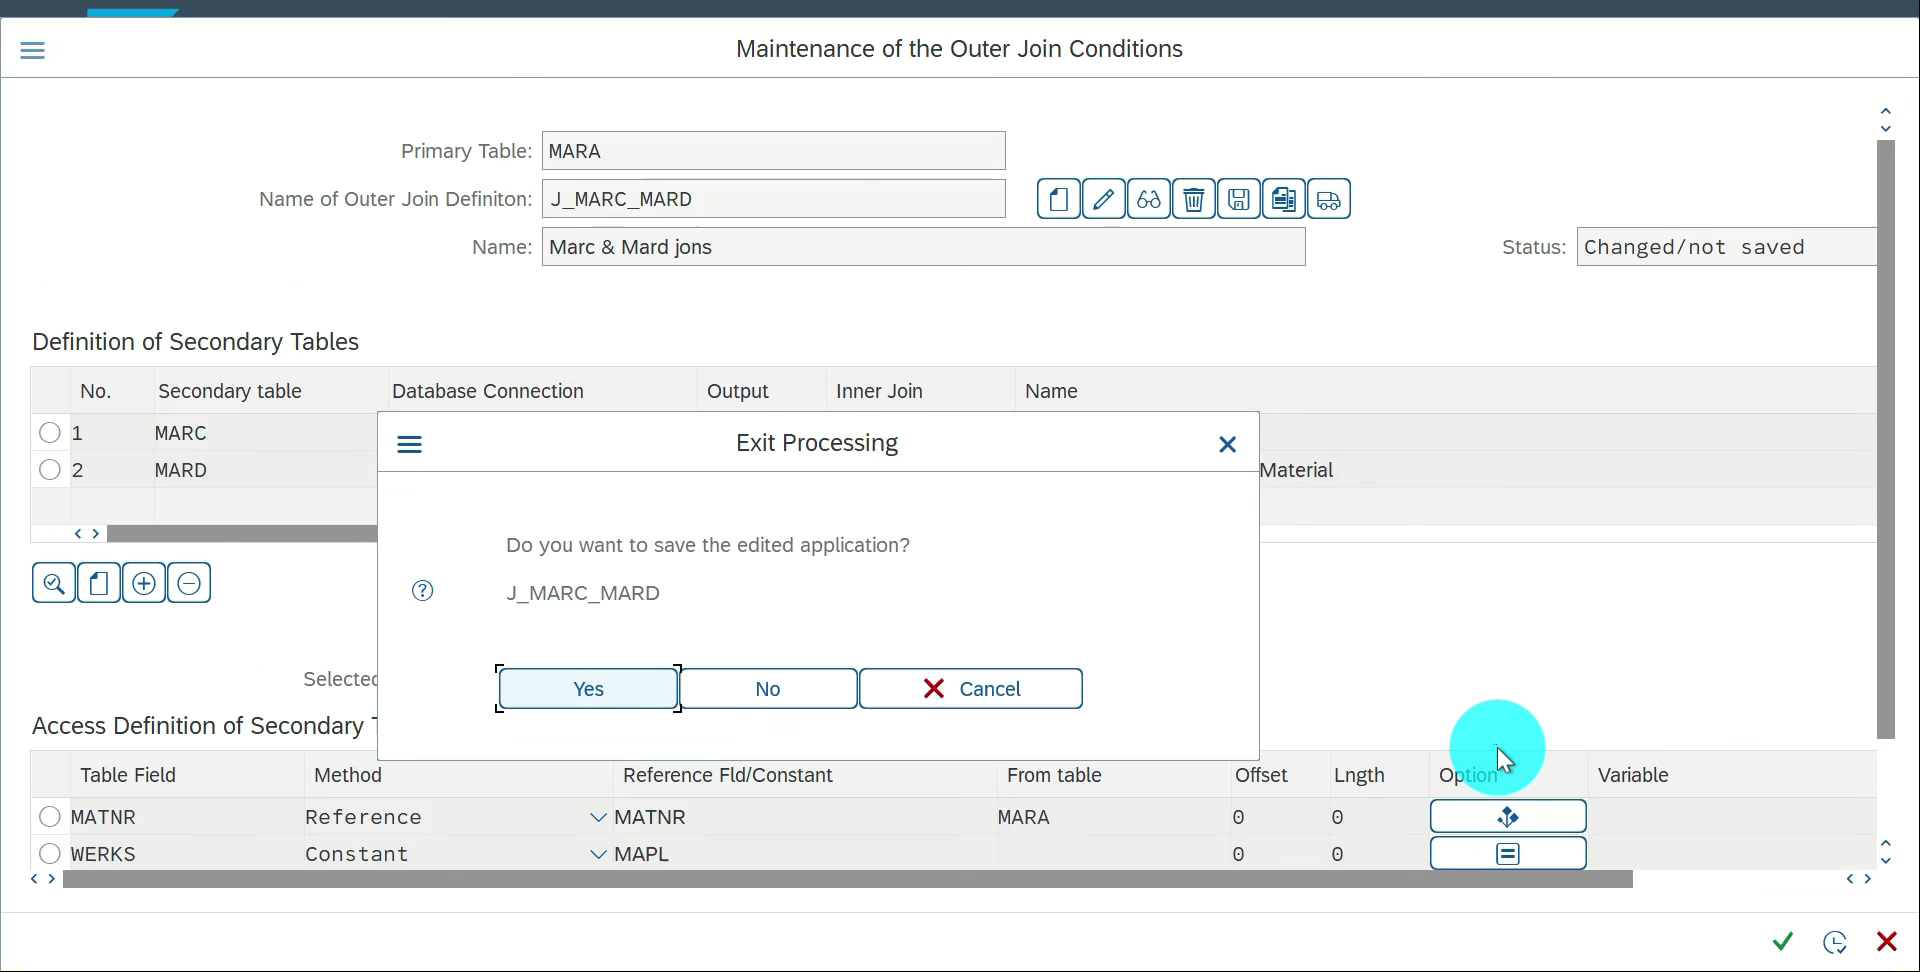 Maintenance of the Outer Join Conditions
Primary Table: MARA
Name of Outer Join Definiton: J_MARC_MARD
Name: Marc & Mard jons Status: Changed/not saved
Definition of Secondary Tables
No. Secondary table Database Connection Output Inner Join Name
1 MARC
2 MARD Material
Exit Processing
Do you want to save the edited application?
J_MARC_MARD
Yes No Cancel
Selected
Access Definition of Secondary
Table Field Method Reference Fld/Constant From table Offset Lngth Option Variable
MATNR Reference MATNR MARA 0 0
WERKS Constant MAPL 0 0